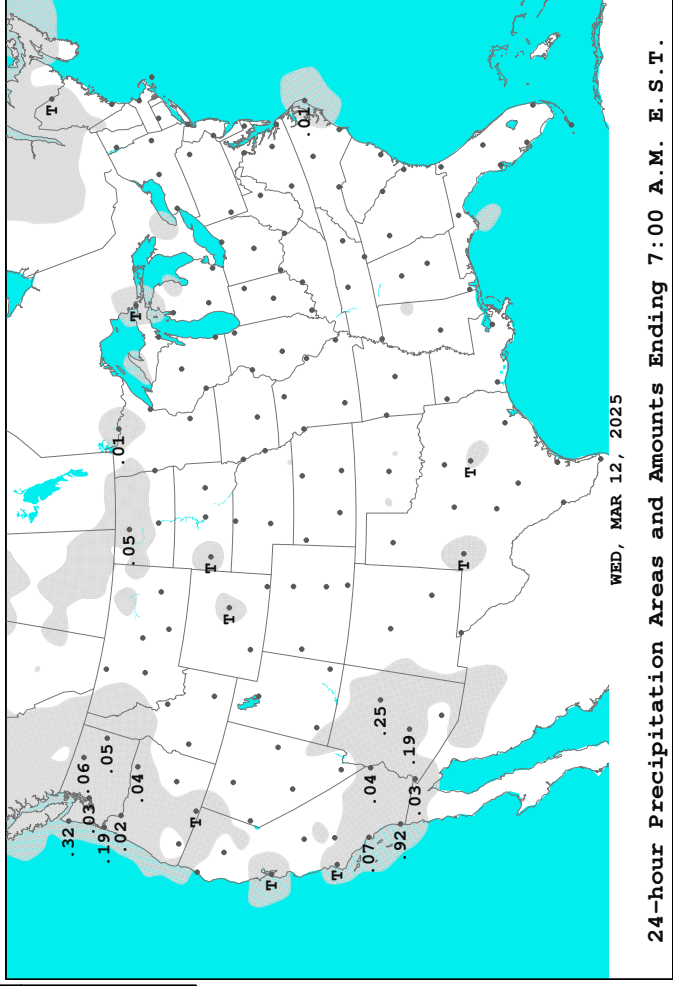 T
.32
.06
.03
.19
.05
.01
.02
.05
T
.04
T
T
T
T
.01
T
.07
.04
.25
.92
.19
.03
T
T
WED, MAR 12, 2025
24-hour Precipitation Areas and Amounts Ending 7:00 A.M. E.S.T.